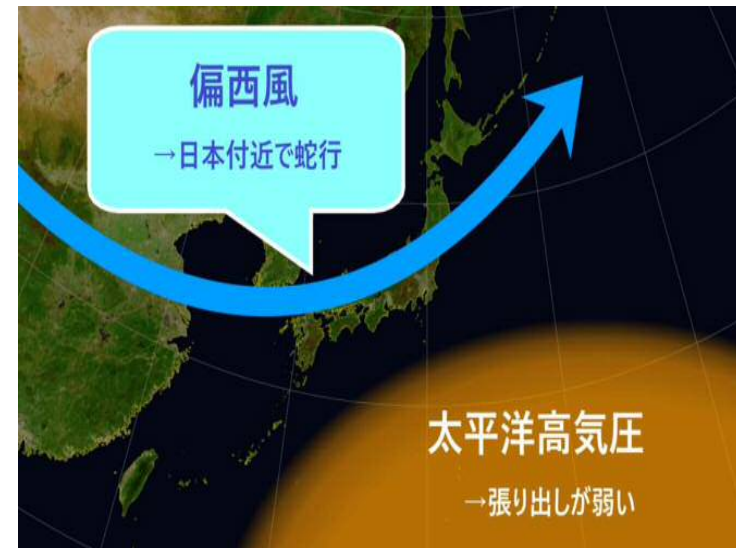 偏西風
→日本付近で蛇行
太平洋高気圧
→張り出しが弱い